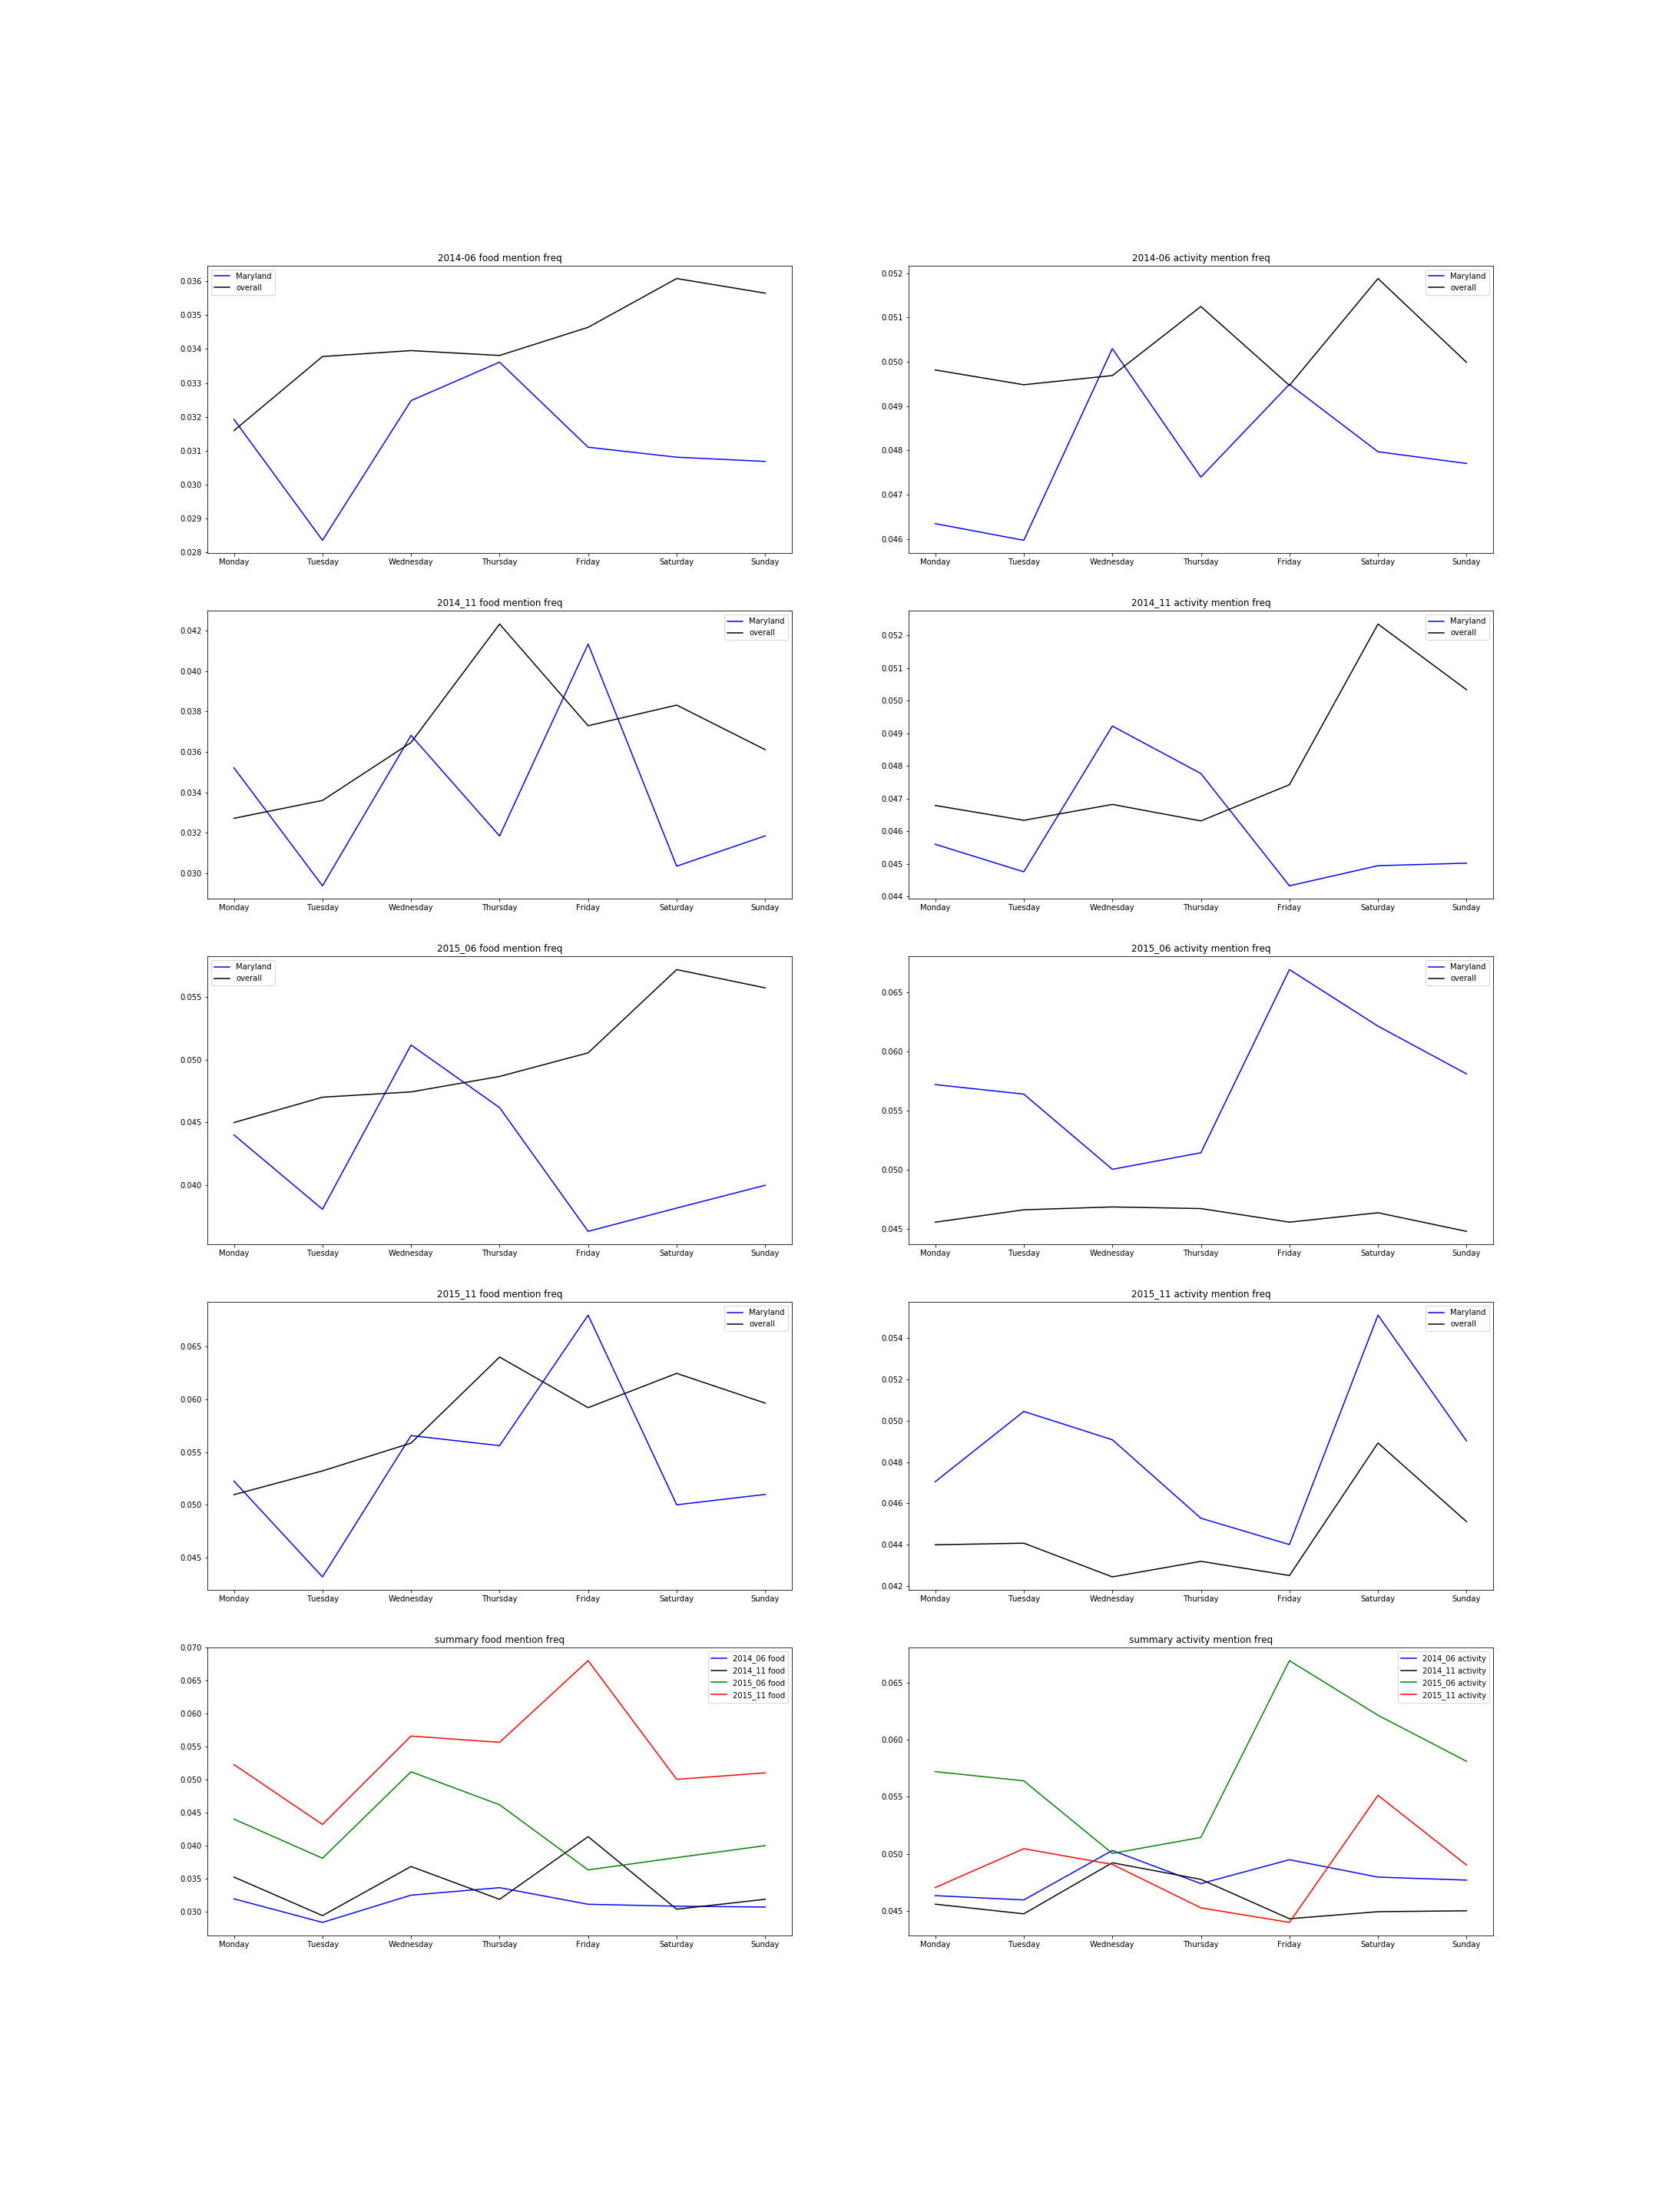 2014-06 food mention freq
Maryland
overall
0.036
0.035
0.034
0.033
0.032
0.031
0.030
0.029
0.028
Monday Tuesday Wednesday Thursday Friday Saturday Sunday
2014-06 activity mention freq
Maryland
overall
0.052
0.051
0.050
0.049
0.048
0.047
0.046
Monday Tuesday Wednesday Thursday Friday Saturday Sunday
2014_11 food mention freq
Maryland
overall
0.042
0.040
0.038
0.036
0.034
0.032
0.030
Monday Tuesday Wednesday Thursday Friday Saturday Sunday
2014_11 activity mention freq
Maryland
overall
0.052
0.051
0.050
0.049
0.048
0.047
0.046
0.045
0.044
Monday Tuesday Wednesday Thursday Friday Saturday Sunday
2015_06 food mention freq
Maryland
overall
0.055
0.050
0.045
0.040
Monday Tuesday Wednesday Thursday Friday Saturday Sunday
2015_06 activity mention freq
Maryland
overall
0.065
0.060
0.055
0.050
0.045
Monday Tuesday Wednesday Thursday Friday Saturday Sunday
2015_11 food mention freq
Maryland
overall
0.065
0.060
0.055
0.050
0.045
Monday Tuesday Wednesday Thursday Friday Saturday Sunday
2015_11 activity mention freq
Maryland
overall
0.054
0.052
0.050
0.048
0.046
0.044
0.042
Monday Tuesday Wednesday Thursday Friday Saturday Sunday
summary food mention freq
2014_06 food
2014_11 food
2015_06 food
2015_11 food
0.070
0.065
0.060
0.055
0.050
0.045
0.040
0.035
0.030
Monday Tuesday Wednesday Thursday Friday Saturday Sunday
summary activity mention freq
2014_06 activity
2014_11 activity
2015_06 activity
2015_11 activity
0.065
0.060
0.055
0.050
0.045
Monday Tuesday Wednesday Thursday Friday Saturday Sunday